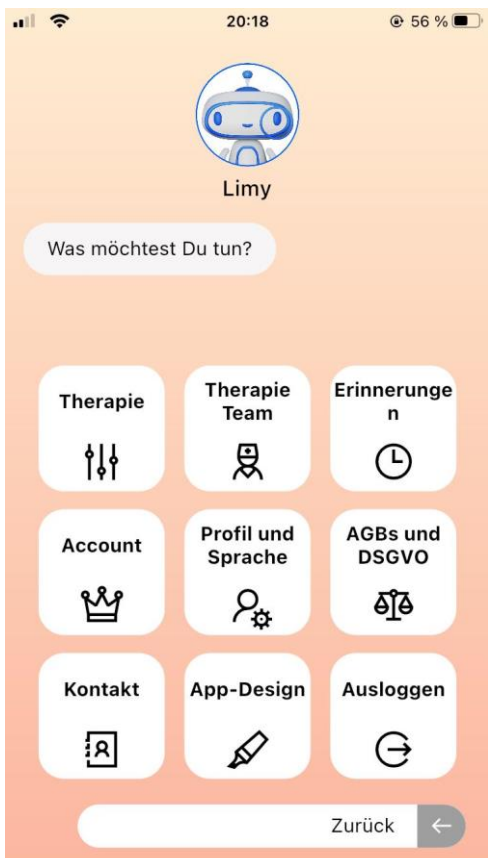 20:18
56 %
Limy
Was möchtest Du tun?
Therapie
Therapie
Team
Erinnerunge
n
Account
Profil und
Sprache
AGBs und
DSGVO
Kontakt
App-Design
Ausloggen
Zurück